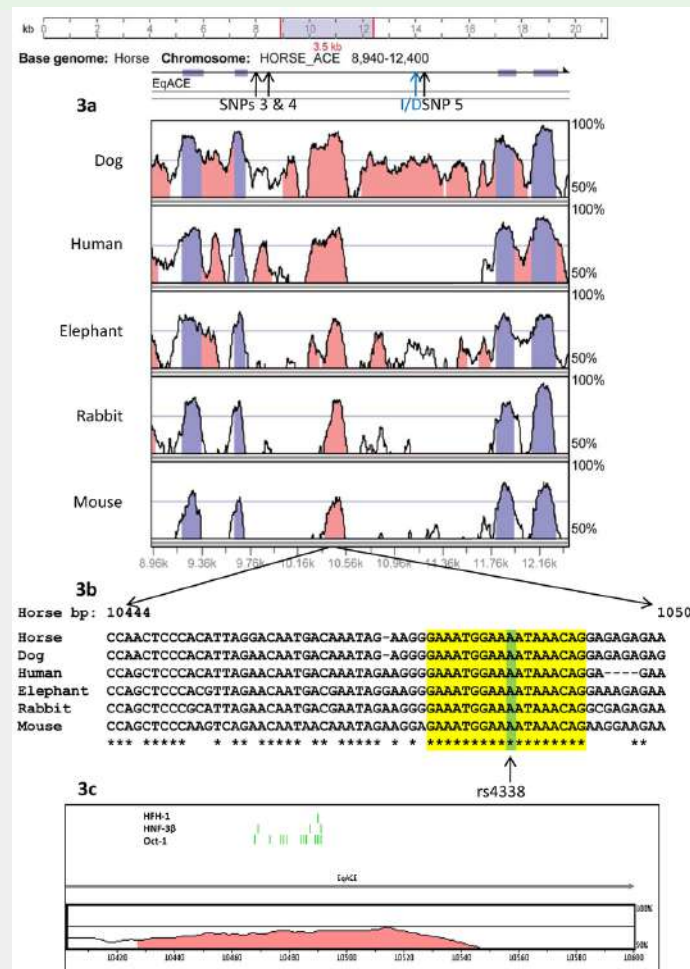 kb 0 2 4 6 8 10 12 14 16 18 20
3.5 kb
Base genome: Horse Chromosome: HORSE_ACE 8,940-12,400
EqACE
3a SNPs 3 & 4 I/D SNP 5
100%
Dog
50%
100%
Human
50%
100%
Elephant
50%
100%
Rabbit
50%
100%
Mouse
50%
8.96k 9.36k 9.76k 10.16k 10.56k 10.96k 11.36k 11.76k 12.16k
3b
Horse bp: 10444 1050
Horse CCAACTCCCACATTAGGACAATGACAAATAG-AAGGGAAATGGAAAATAAACAGGAGAGAGAA
Dog CCAACTCCCACATTAGGACAATGACAAATAG-AGGGGAAATGGAAAATAAACAGGAGAGAGAG
Human CCAGCTCCCACATTAGAACAATGACAAATAGAAGGGGAAATGGAAAATAAACAGGA----GAA
Elephant CCAGCTCCCACGTTAGGACAATGACGAATAGGAAGGGAAATGGAAAATAAACAGGAAAGAGAA
Rabbit CCAGCTCCCGCATTAGGACAATGACGAATAGAAGGGGAAATGGAAAATAAACAGGCGAGAGAA
Mouse CCAGCTCCCAAGTCAGAACAATAACAAATAGAAGGAGAAATGGAAAATAAACAGAAGGAAGAA
*** ***** * ** ***** ** ***** * * ****************** **
rs4338
3c
HFH-1
HNF-3β
Oct-1
EqACE
100%
50%
10420 10440 10460 10480 10500 10520 10540 10560 10580 10600